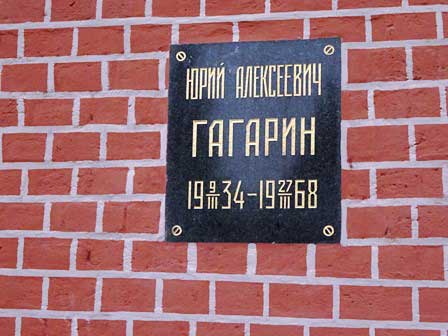 ЮРИЙ АЛЕКСЕЕВИЧ
ГАГАРИН
19 9/III 34–19 27/III 68